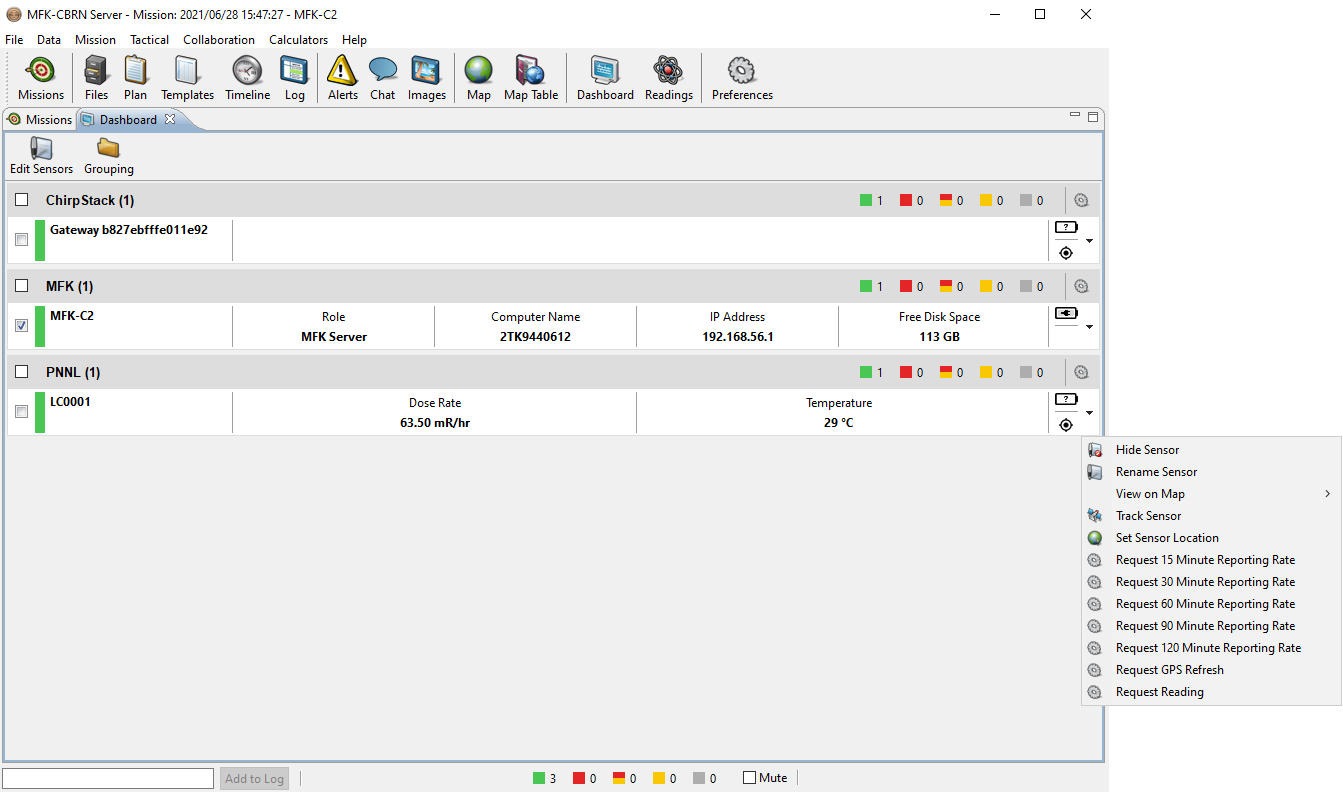 MFK-CBRN Server - Mission: 2021/06/28 15:47:27 - MFK-C2
File Data Mission Tactical Collaboration Calculators Help
Missions Files Plan Templates Timeline Log Alerts Chat Images Map Map Table Dashboard Readings Preferences
Missions Dashboard
Edit Sensors Grouping
ChirpStack (1) 1 0 0 0 0
Gateway b827ebfffe011e92
?
MFK (1) 1 0 0 0 0
MFK-C2 Role Computer Name IP Address Free Disk Space
MFK Server 2TK9440612 192.168.56.1 113 GB
PNNL (1) 1 0 0 0 0
LC0001 Dose Rate Temperature
?
63.50 mR/hr 29 °C
Hide Sensor
Rename Sensor
View on Map
Track Sensor
Set Sensor Location
Request 15 Minute Reporting Rate
Request 30 Minute Reporting Rate
Request 60 Minute Reporting Rate
Request 90 Minute Reporting Rate
Request 120 Minute Reporting Rate
Request GPS Refresh
Request Reading
Add to Log 3 0 0 0 0 Mute